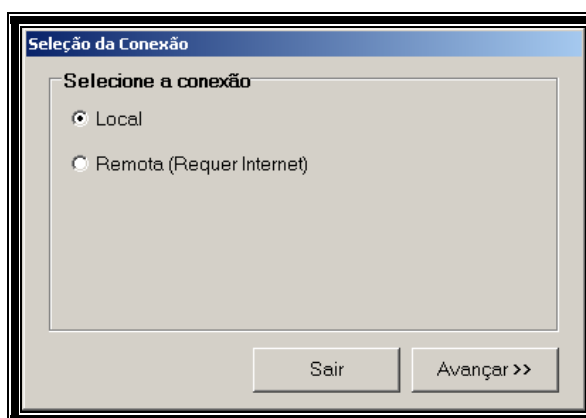 Seleção da Conexão
Selecione a conexão
Local
Remota (Requer Internet)
Sair
Avançar >>